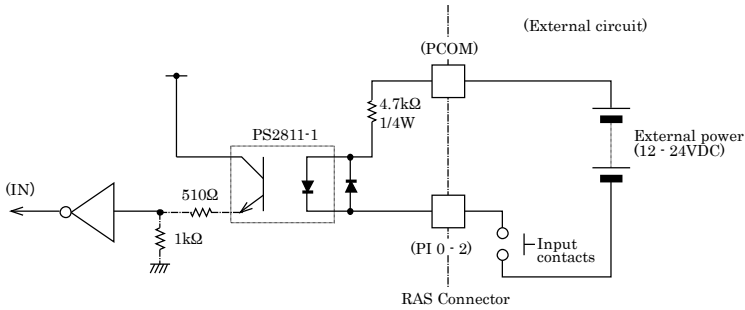 (External circuit)
(PCOM)
4.7kΩ
1/4W
PS2811-1
External power
(12 - 24VDC)
(IN)
510Ω
1kΩ
(PI 0 - 2)
Input
contacts
RAS Connector